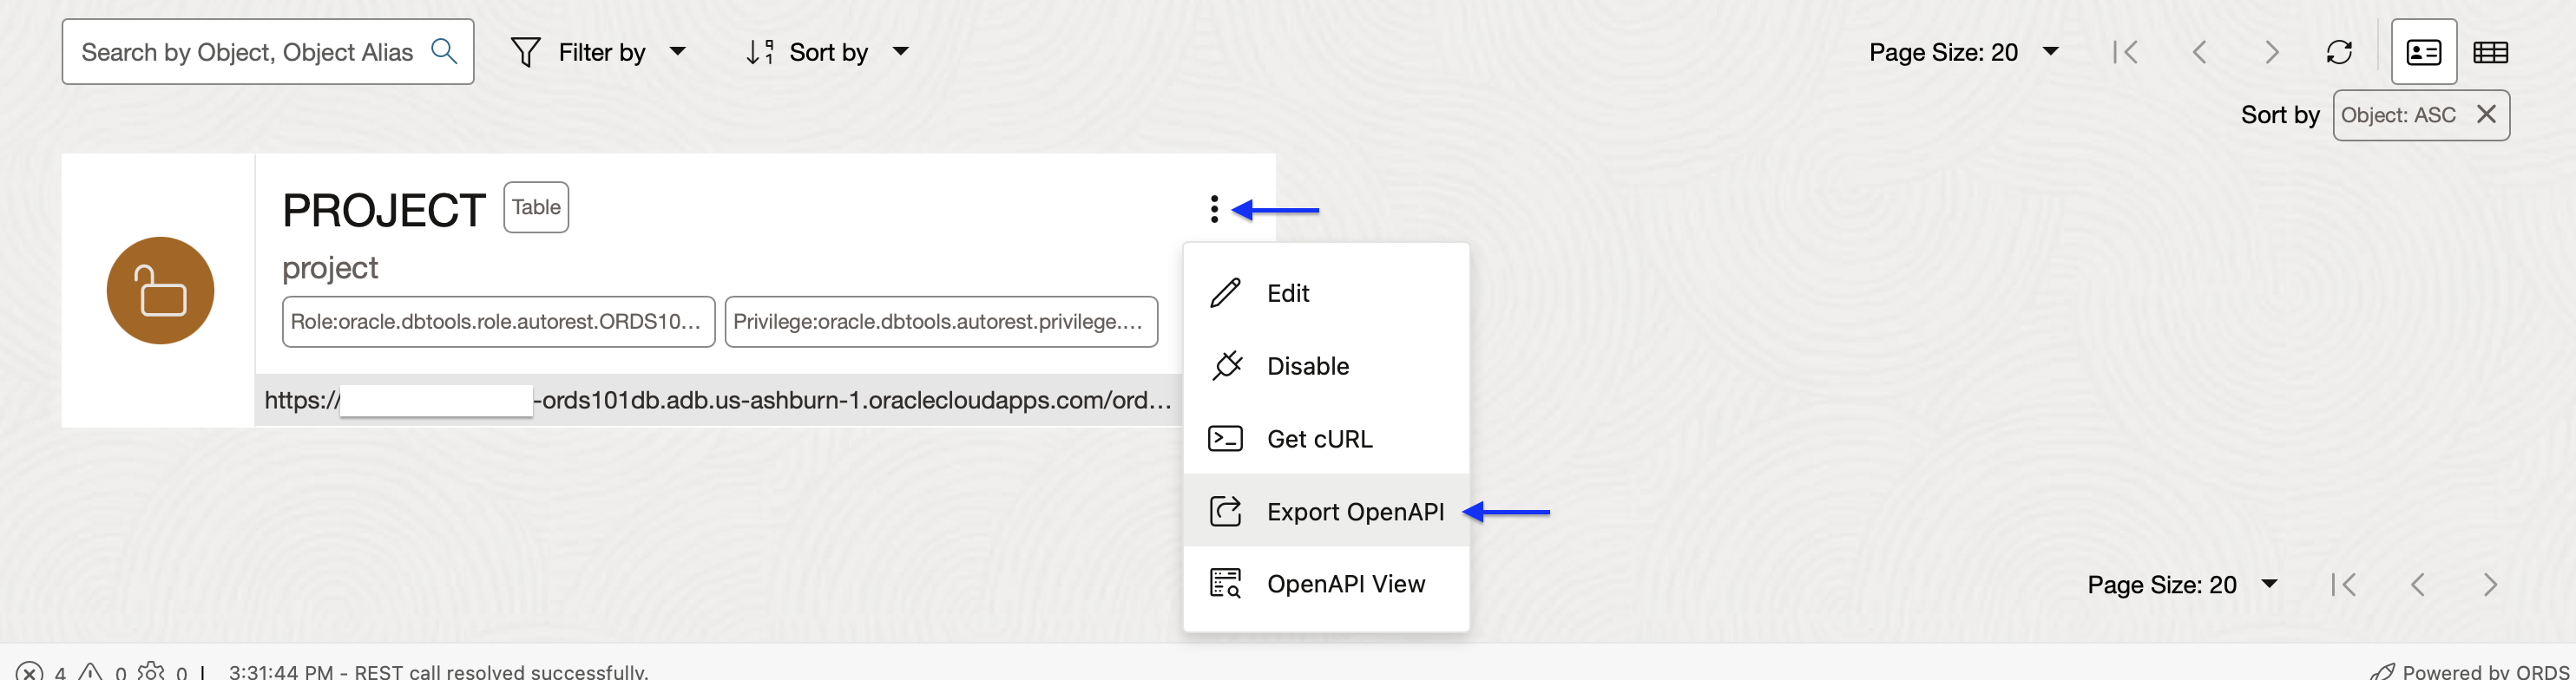 Search by Object, Object Alias
Filter by
Sort by
Page Size: 20
Sort by
Object: ASC
PROJECT
Table
project
Role:oracle.dbtools.role.autorest.ORDS10...
Privilege:oracle.dbtools.autorest.privilege....
https://
-ords101db.adb.us-ashburn-1.oraclecloudapps.com/ord...
Edit
Disable
Get cURL
Export OpenAPI
OpenAPI View
Page Size: 20
4 0 0 | 3:31:44 PM - REST call resolved successfully.
Powered by ORDS